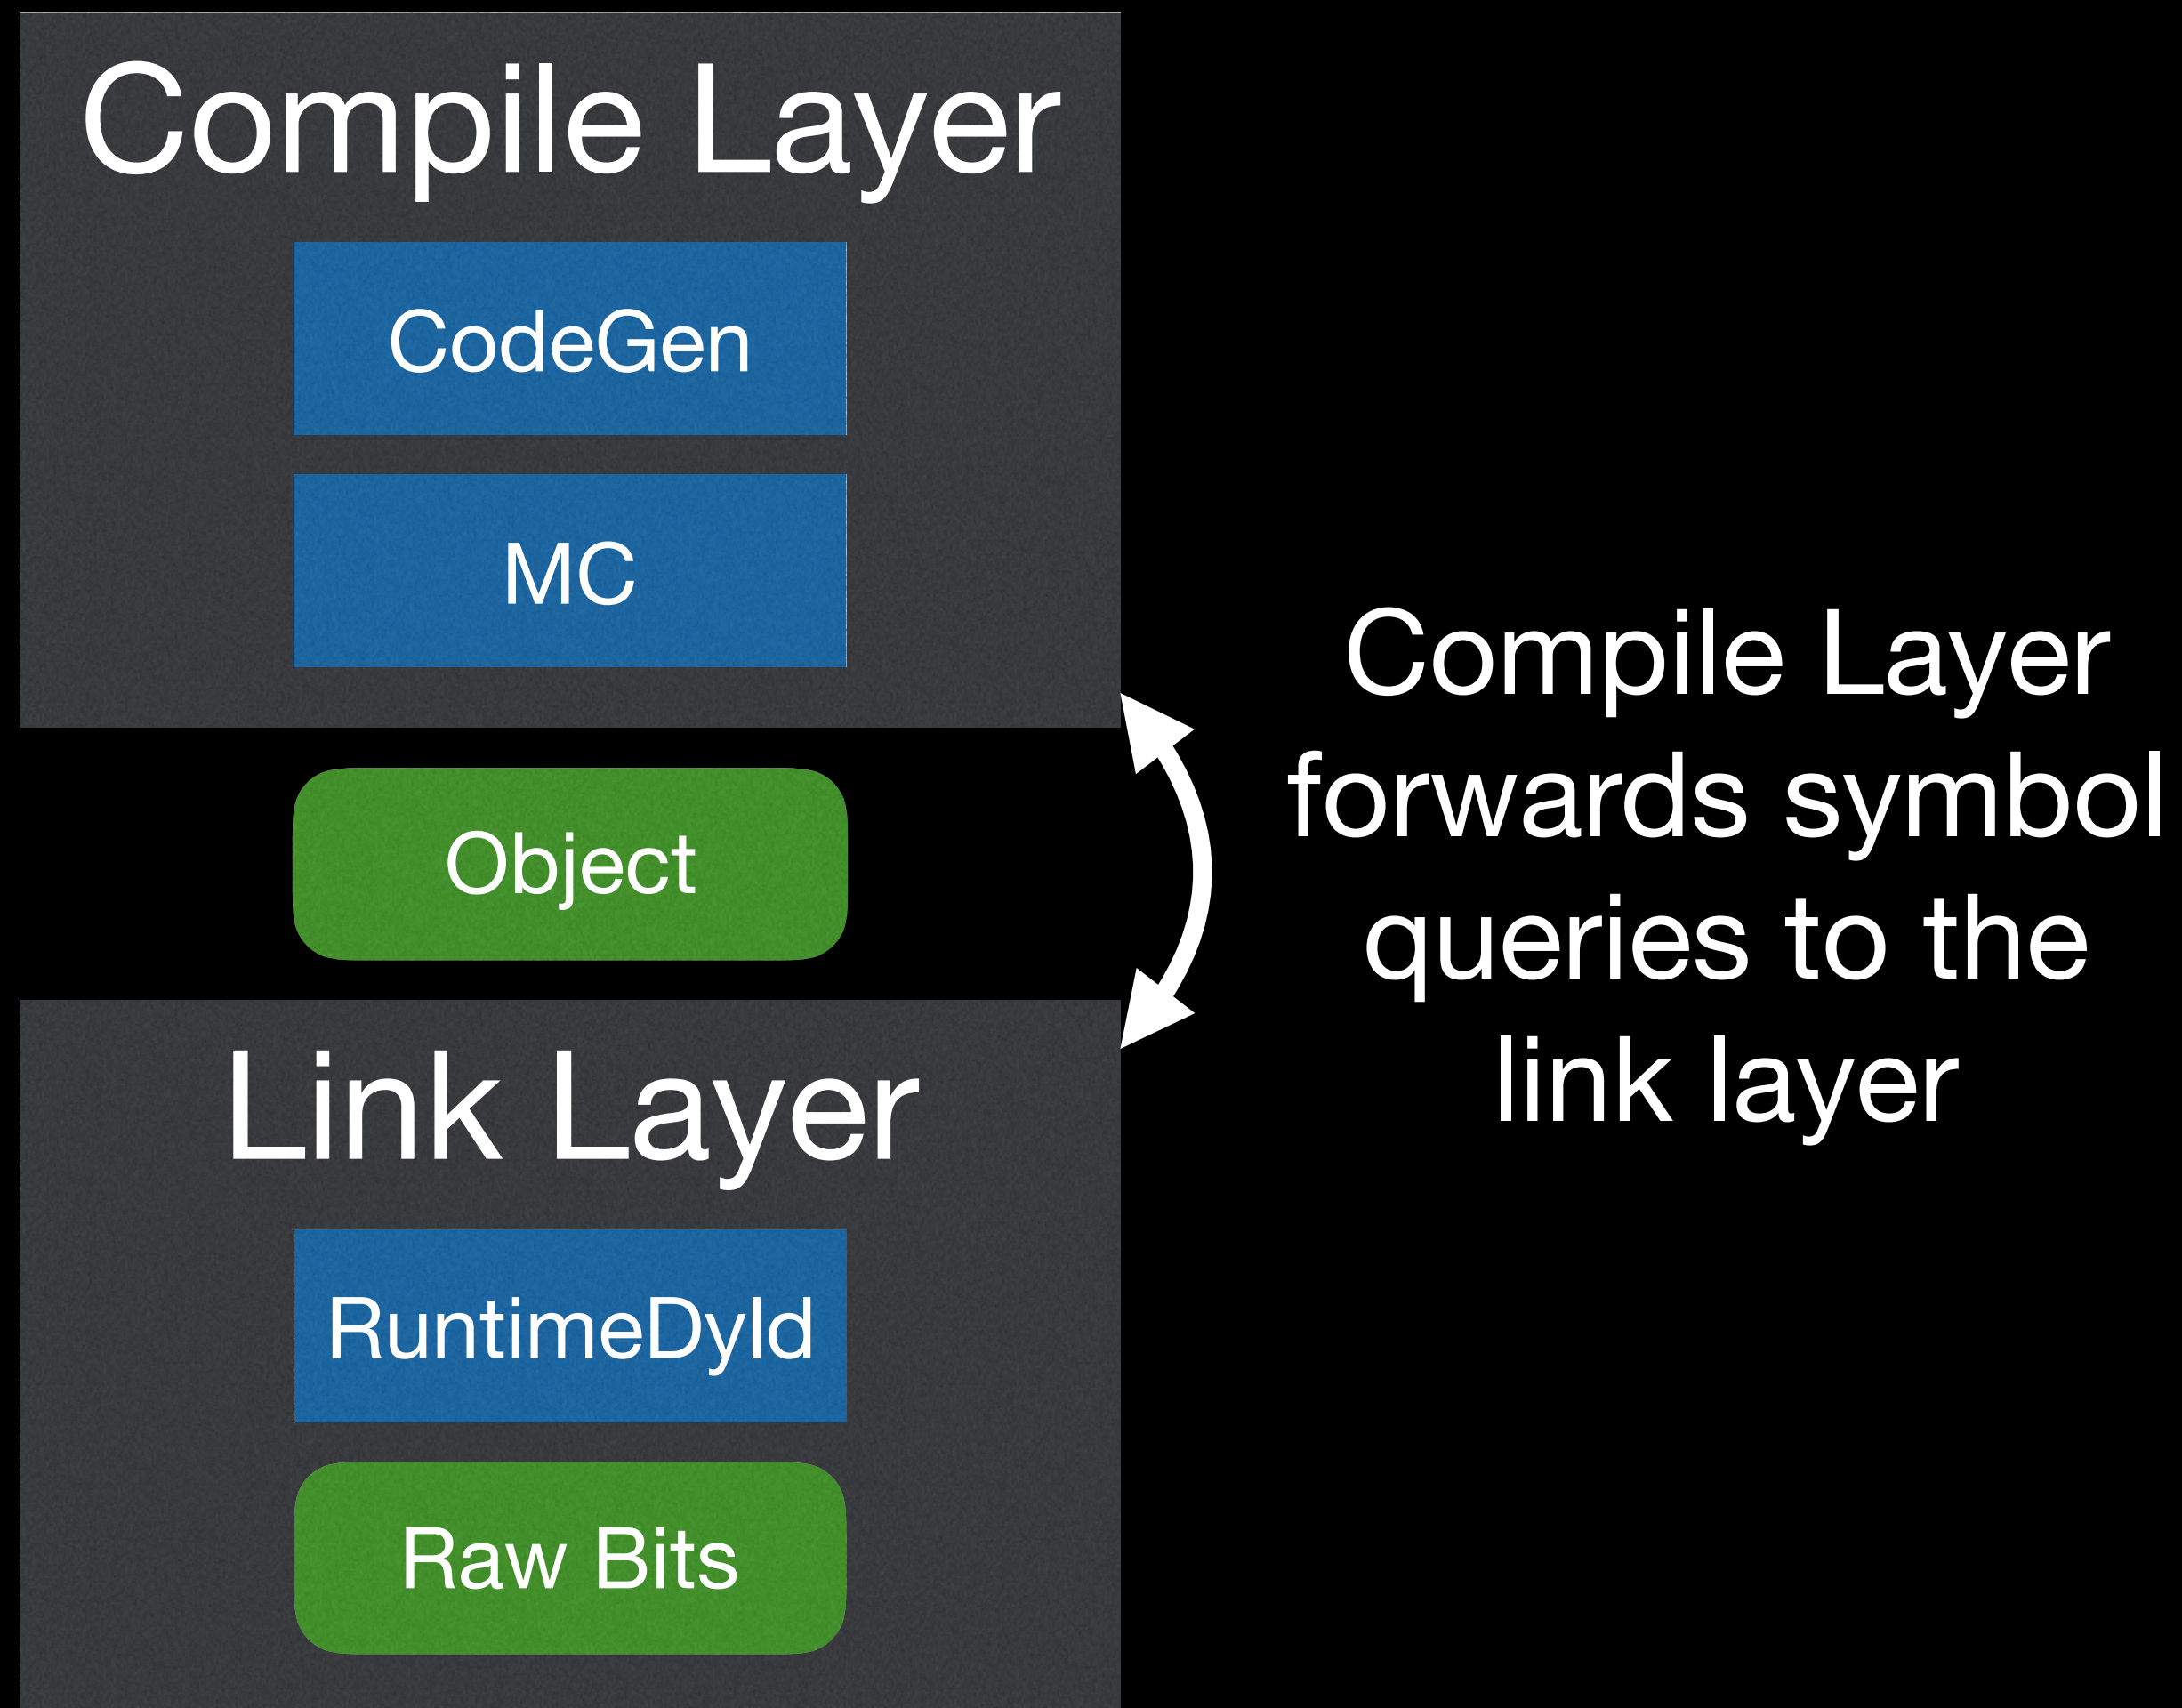 Compile Layer
CodeGen
MC
Object
Link Layer
RuntimeDyld
Raw Bits
Compile Layer
forwards symbol
queries to the
link layer